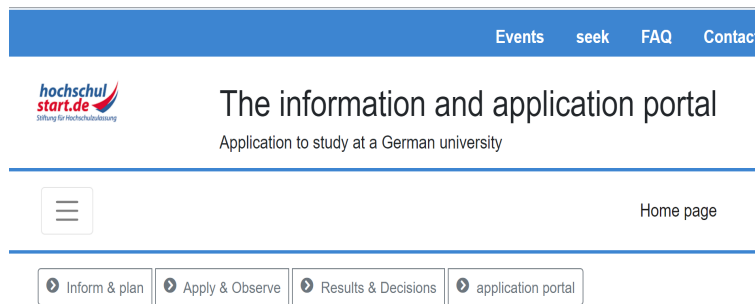 Events seek FAQ Contact
hochschul
start.de
Stiftung für Hochschulzulassung
The information and application portal
Application to study at a German university
Home page
Inform & plan Apply & Observe Results & Decisions application portal